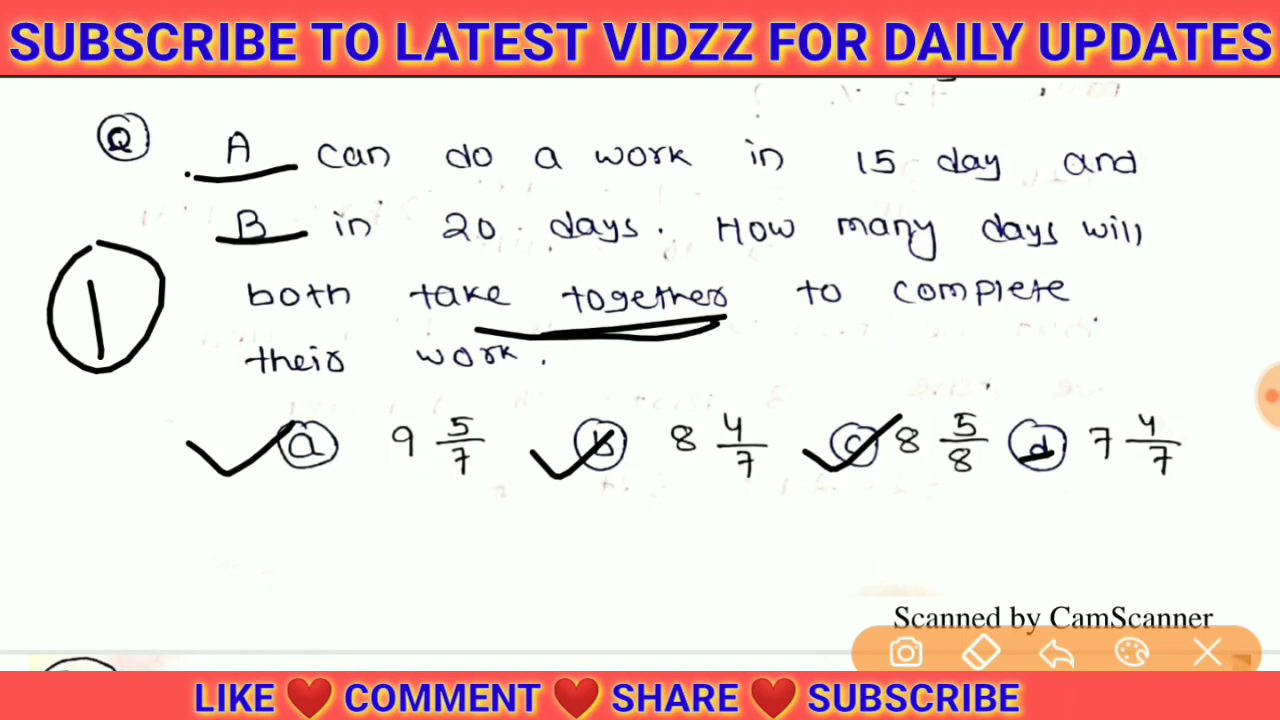 SUBSCRIBE TO LATEST VIDZZ FOR DAILY UPDATES
Q A can do a work in 15 day and
B in 20 days. How many days will
1 both take together to complete
their work.
a 9 5/7 b 8 4/7 c 8 5/8 d 7 4/7
Scanned by CamScanner
LIKE ❤ COMMENT ❤ SHARE ❤ SUBSCRIBE